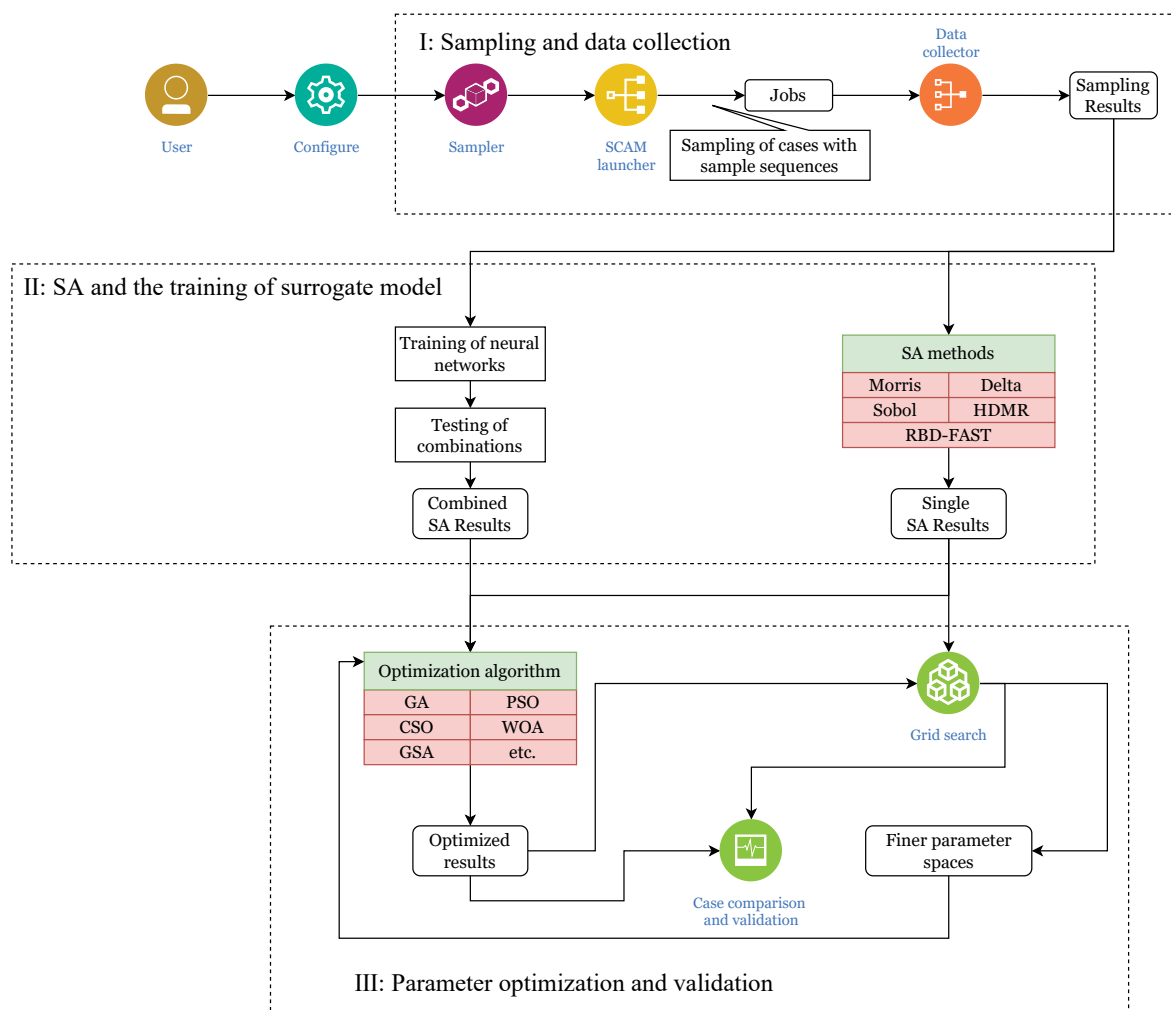 I: Sampling and data collection
Data
collector
Jobs
Sampling
Results
User
Configure
Sampler
SCAM
launcher
Sampling of cases with
sample sequences
II: SA and the training of surrogate model
Training of neural
networks
SA methods
Morris
Delta
Sobol
HDMR
RBD-FAST
Testing of
combinations
Combined
SA Results
Single
SA Results
Optimization algorithm
GA
PSO
CSO
WOA
GSA
etc.
Grid search
Optimized
results
Finer parameter
spaces
Case comparison
and validation
III: Parameter optimization and validation